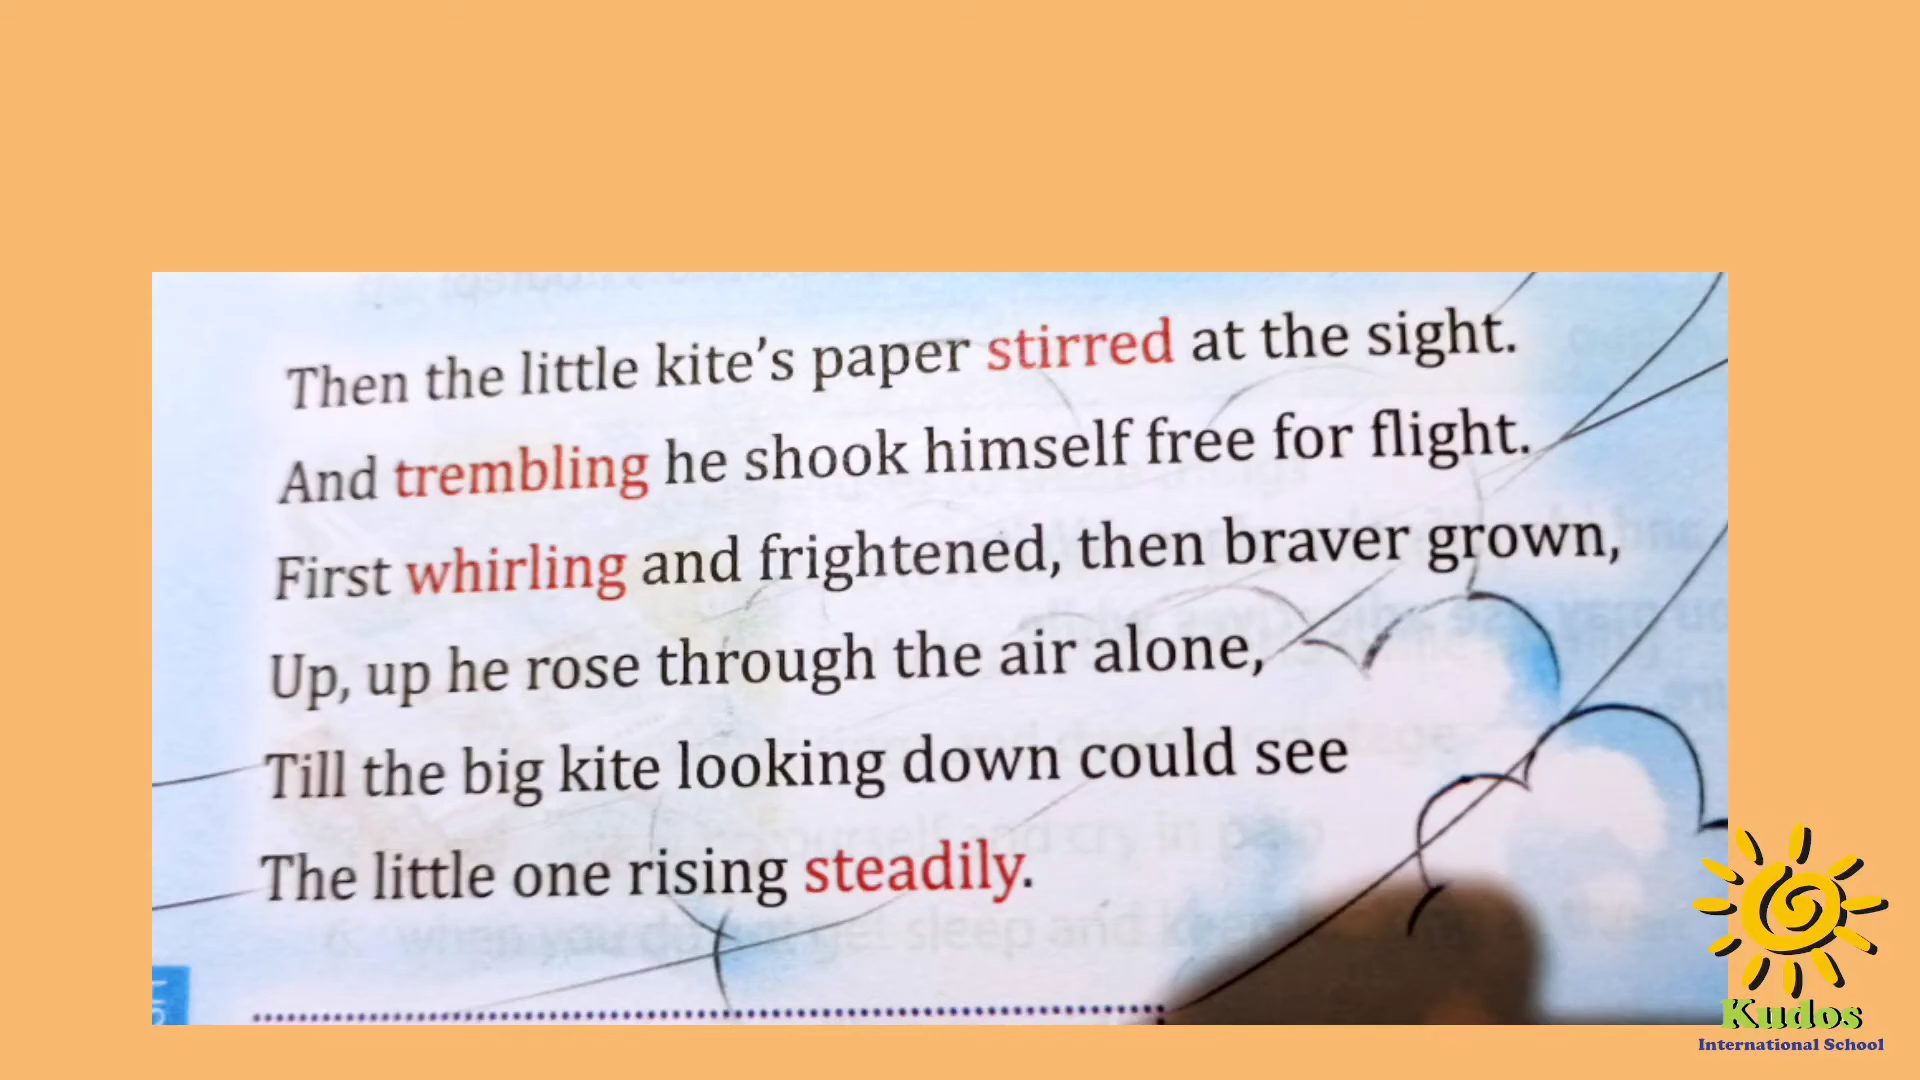 Then the little kite's paper stirred at the sight.
And trembling he shook himself free for flight.
First whirling and frightened, then braver grown,
Up, up he rose through the air alone,
Till the big kite looking down could see
The little one rising steadily.
Kudos
International School